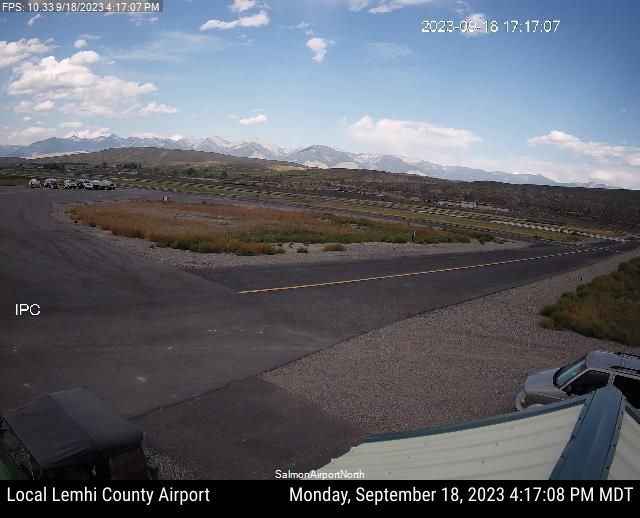 FPS: 10.33 9/18/2023 4:17:07 PM
2023-09-18 17:17:07
IPC
SalmonAirportNorth
Local Lemhi County Airport
Monday, September 18, 2023 4:17:08 PM MDT